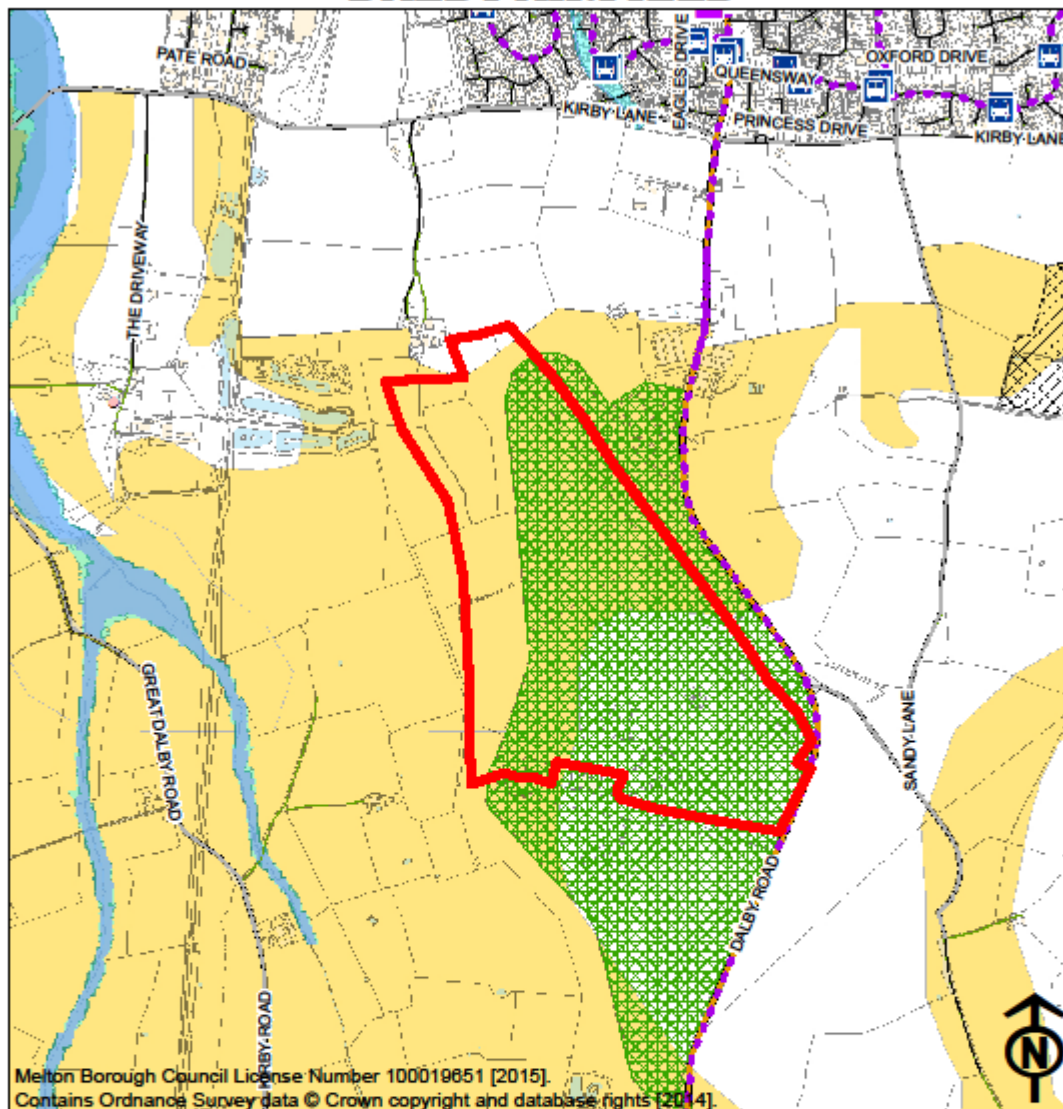 PATE ROAD
EAGLES DRIVE
OXFORD DRIVE
QUEENSWAY
KIRBY LANE
PRINCESS DRIVE
KIRBY LANE
THE DRIVEWAY
GREAT DALBY ROAD
SANDY LANE
DALBY ROAD
RBY ROAD
N
Melton Borough Council License Number 100019651 [2015].
Contains Ordnance Survey data © Crown copyright and database rights [2014].